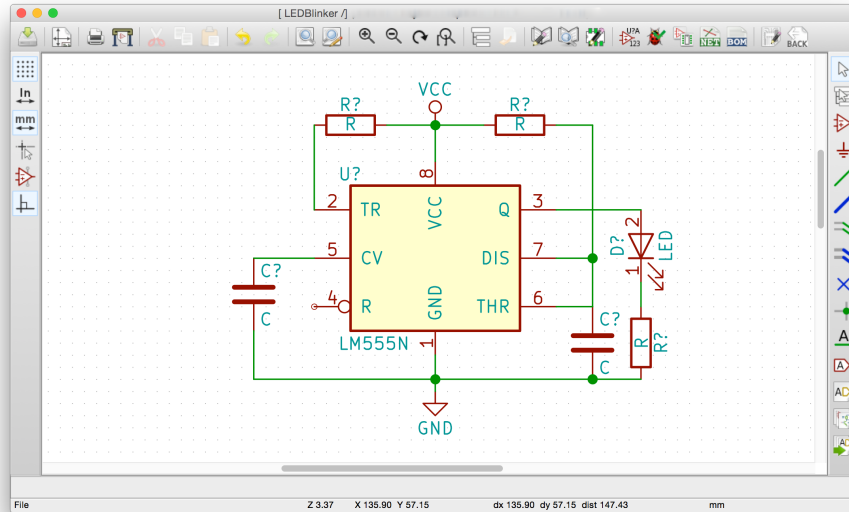 [ LEDBlinker /]
U?A
123
NET
BOM
BACK
In
mm
VCC
R?
R
R?
R
U?
8
2
TR
VCC
Q
3
2
D?
LED
5
CV
DIS
7
1
C?
C
4
R
GND
THR
6
C?
C
R
R?
LM555N
1
GND
A
A
File
Z 3.37
X 135.90 Y 57.15
dx 135.90 dy 57.15 dist 147.43
mm